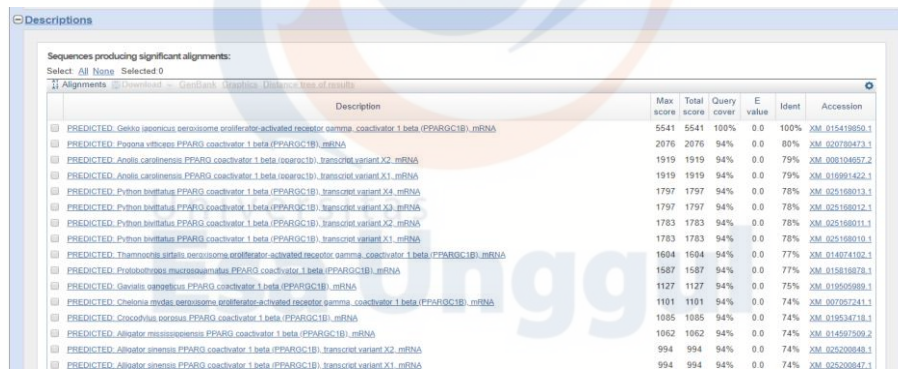 Descriptions
Sequences producing significant alignments:
Select: All None Selected:0
Alignments Download GenBank Graphics Distance tree of results
Description Max score Total score Query cover E value Ident Accession
PREDICTED: Gekko japonicus peroxisome proliferator-activated receptor gamma, coactivator 1 beta (PPARGC1B), mRNA 5541 5541 100% 0.0 100% XM_015419850.1
PREDICTED: Pogona vitticeps PPARG coactivator 1 beta (PPARGC1B), mRNA 2076 2076 94% 0.0 80% XM_020780473.1
PREDICTED: Anolis carolinensis PPARG coactivator 1 beta (ppargc1b), transcript variant X2, mRNA 1919 1919 94% 0.0 79% XM_008104657.2
PREDICTED: Anolis carolinensis PPARG coactivator 1 beta (ppargc1b), transcript variant X1, mRNA 1919 1919 94% 0.0 79% XM_016991422.1
PREDICTED: Python bivittatus PPARG coactivator 1 beta (PPARGC1B), transcript variant X4, mRNA 1797 1797 94% 0.0 78% XM_025168013.1
PREDICTED: Python bivittatus PPARG coactivator 1 beta (PPARGC1B), transcript variant X3, mRNA 1797 1797 94% 0.0 78% XM_025168012.1
PREDICTED: Python bivittatus PPARG coactivator 1 beta (PPARGC1B), transcript variant X2, mRNA 1783 1783 94% 0.0 78% XM_025168011.1
PREDICTED: Python bivittatus PPARG coactivator 1 beta (PPARGC1B), transcript variant X1, mRNA 1783 1783 94% 0.0 78% XM_025168010.1
PREDICTED: Thamnophis sirtalis peroxisome proliferator-activated receptor gamma, coactivator 1 beta (PPARGC1B), mRNA 1604 1604 94% 0.0 77% XM_014074102.1
PREDICTED: Protobothrops mucrosquamatus PPARG coactivator 1 beta (PPARGC1B), mRNA 1587 1587 94% 0.0 77% XM_015816878.1
PREDICTED: Gavialis gangeticus PPARG coactivator 1 beta (PPARGC1B), mRNA 1127 1127 94% 0.0 75% XM_019505989.1
PREDICTED: Chelonia mydas peroxisome proliferator-activated receptor gamma, coactivator 1 beta (PPARGC1B), mRNA 1101 1101 94% 0.0 74% XM_007057241.1
PREDICTED: Crocodylus porosus PPARG coactivator 1 beta (PPARGC1B), mRNA 1085 1085 94% 0.0 74% XM_019534718.1
PREDICTED: Alligator mississippiensis PPARG coactivator 1 beta (PPARGC1B), mRNA 1062 1062 94% 0.0 74% XM_014597509.2
PREDICTED: Alligator sinensis PPARG coactivator 1 beta (PPARGC1B), transcript variant X2, mRNA 994 994 94% 0.0 74% XM_025200848.1
PREDICTED: Alligator sinensis PPARG coactivator 1 beta (PPARGC1B), transcript variant X1, mRNA 994 994 94% 0.0 74% XM_025200847.1
Universitas
Esa Unggul